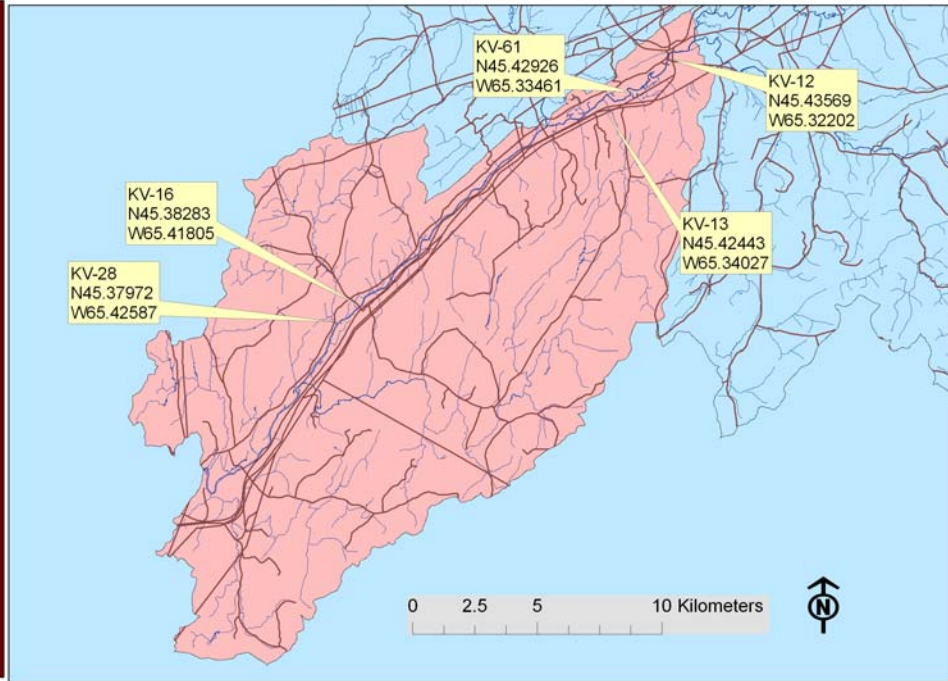 KV-61
N45.42926
W65.33461
KV-12
N45.43569
W65.32202
KV-16
N45.38283
W65.41805
KV-13
N45.42443
W65.34027
KV-28
N45.37972
W65.42587
0 2.5 5 10 Kilometers
N